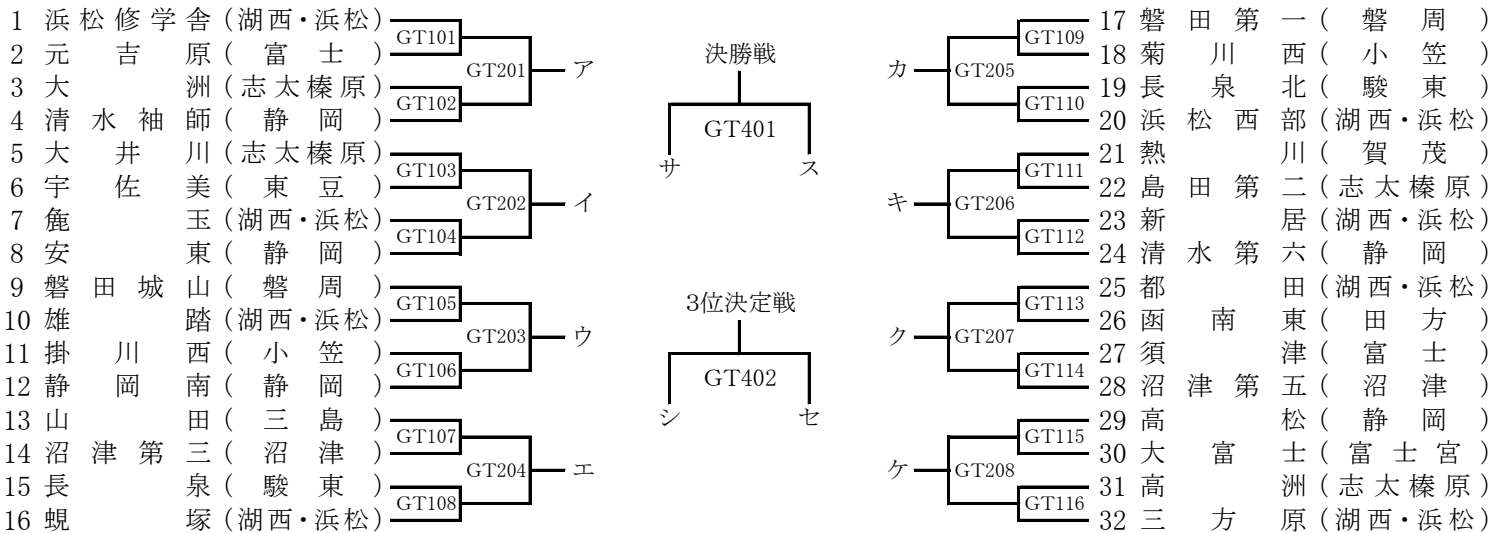 1 浜松修学舎(湖西・浜松)
GT101
2 元吉原(富士)
GT201 ア
3 大洲(志太榛原)
GT102
4 清水袖師(静岡)
5 大井川(志太榛原)
GT103
6 宇佐美(東豆)
GT202 イ
7 麁玉(湖西・浜松)
GT104
8 安東(静岡)
9 磐田城山(磐周)
GT105
10 雄踏(湖西・浜松)
GT203 ウ
11 掛川西(小笠)
GT106
12 静岡南(静岡)
13 山田(三島)
GT107
14 沼津第三(沼津)
GT204 エ
15 長泉(駿東)
GT108
16 蜆塚(湖西・浜松)
決勝戦
GT401
サ ス
3位決定戦
GT402
シ セ
17 磐田第一(磐周)
GT109
18 菊川西(小笠)
カ GT205
19 長泉北(駿東)
GT110
20 浜松西部(湖西・浜松)
21 熱川(賀茂)
GT111
22 島田第二(志太榛原)
キ GT206
23 新居(湖西・浜松)
GT112
24 清水第六(静岡)
25 都田(湖西・浜松)
GT113
26 函南東(田方)
ク GT207
27 須津(富士)
GT114
28 沼津第五(沼津)
29 高松(静岡)
GT115
30 大富士(富士宮)
ケ GT208
31 高洲(志太榛原)
GT116
32 三方原(湖西・浜松)